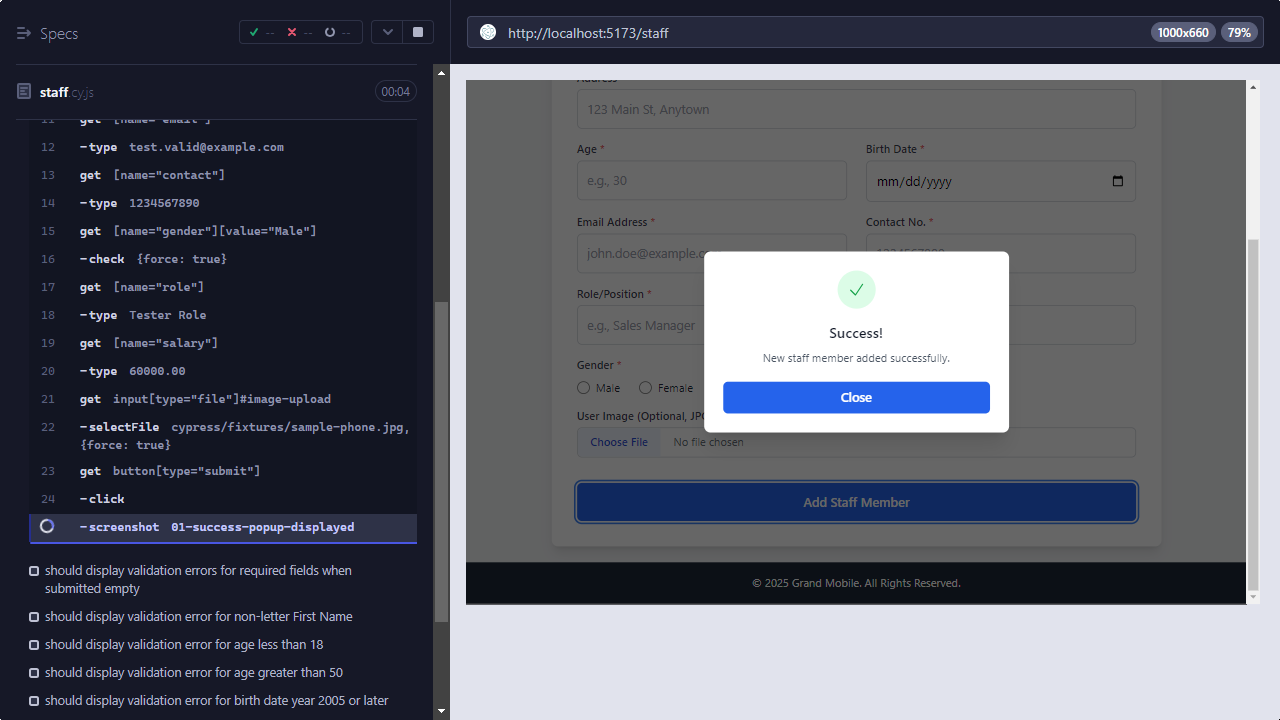 Specs
-- -- --
staff.cy.js 00:04
11 get [name="email"]
12 -type test.valid@example.com
13 get [name="contact"]
14 -type 1234567890
15 get [name="gender"][value="Male"]
16 -check {force: true}
17 get [name="role"]
18 -type Tester Role
19 get [name="salary"]
20 -type 60000.00
21 get input[type="file"]#image-upload
22 -selectFile cypress/fixtures/sample-phone.jpg,
{force: true}
23 get button[type="submit"]
24 -click
-screenshot 01-success-popup-displayed
should display validation errors for required fields when
submitted empty
should display validation error for non-letter First Name
should display validation error for age less than 18
should display validation error for age greater than 50
should display validation error for birth date year 2005 or later
http://localhost:5173/staff 1000x660 79%
Address
123 Main St, Anytown
Age * Birth Date *
e.g., 30 mm/dd/yyyy
Email Address * Contact No. *
john.doe@example.c 1234567890
Role/Position *
e.g., Sales Manager
Gender *
Male Female
User Image (Optional, JP
Choose File No file chosen
Success!
New staff member added successfully.
Close
Add Staff Member
© 2025 Grand Mobile. All Rights Reserved.